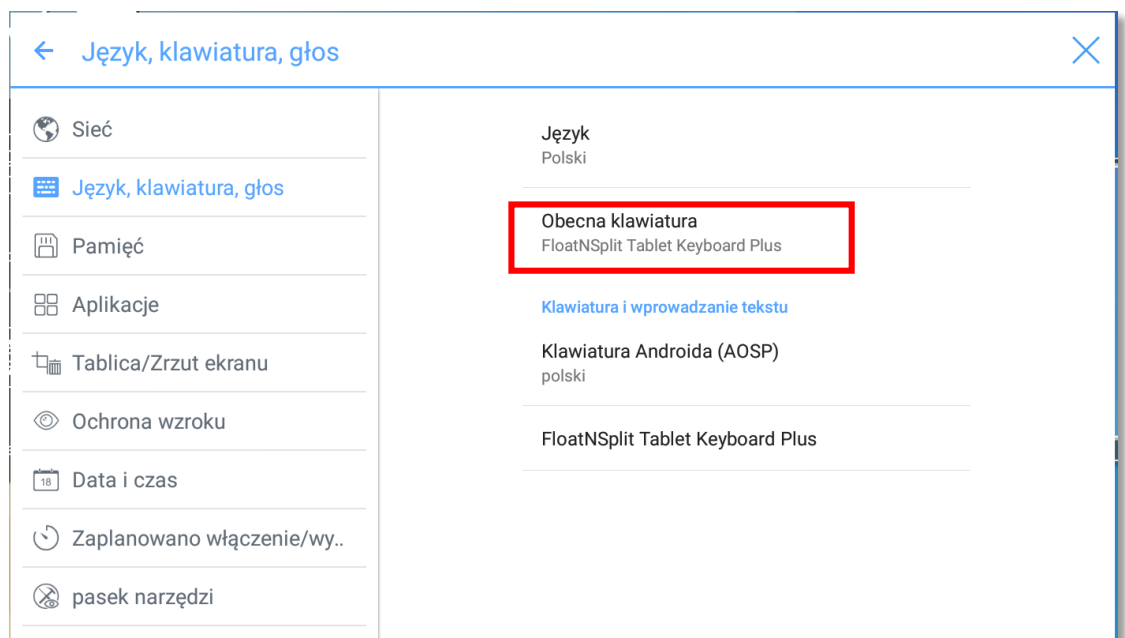 Język, klawiatura, głos
Sieć
Język, klawiatura, głos
Pamięć
Aplikacje
Tablica/Zrzut ekranu
Ochrona wzroku
18
Data i czas
Zaplanowano włączenie/wy..
pasek narzędzi
Język
Polski
Obecna klawiatura
FloatNSplit Tablet Keyboard Plus
Klawiatura i wprowadzanie tekstu
Klawiatura Androida (AOSP)
polski
FloatNSplit Tablet Keyboard Plus